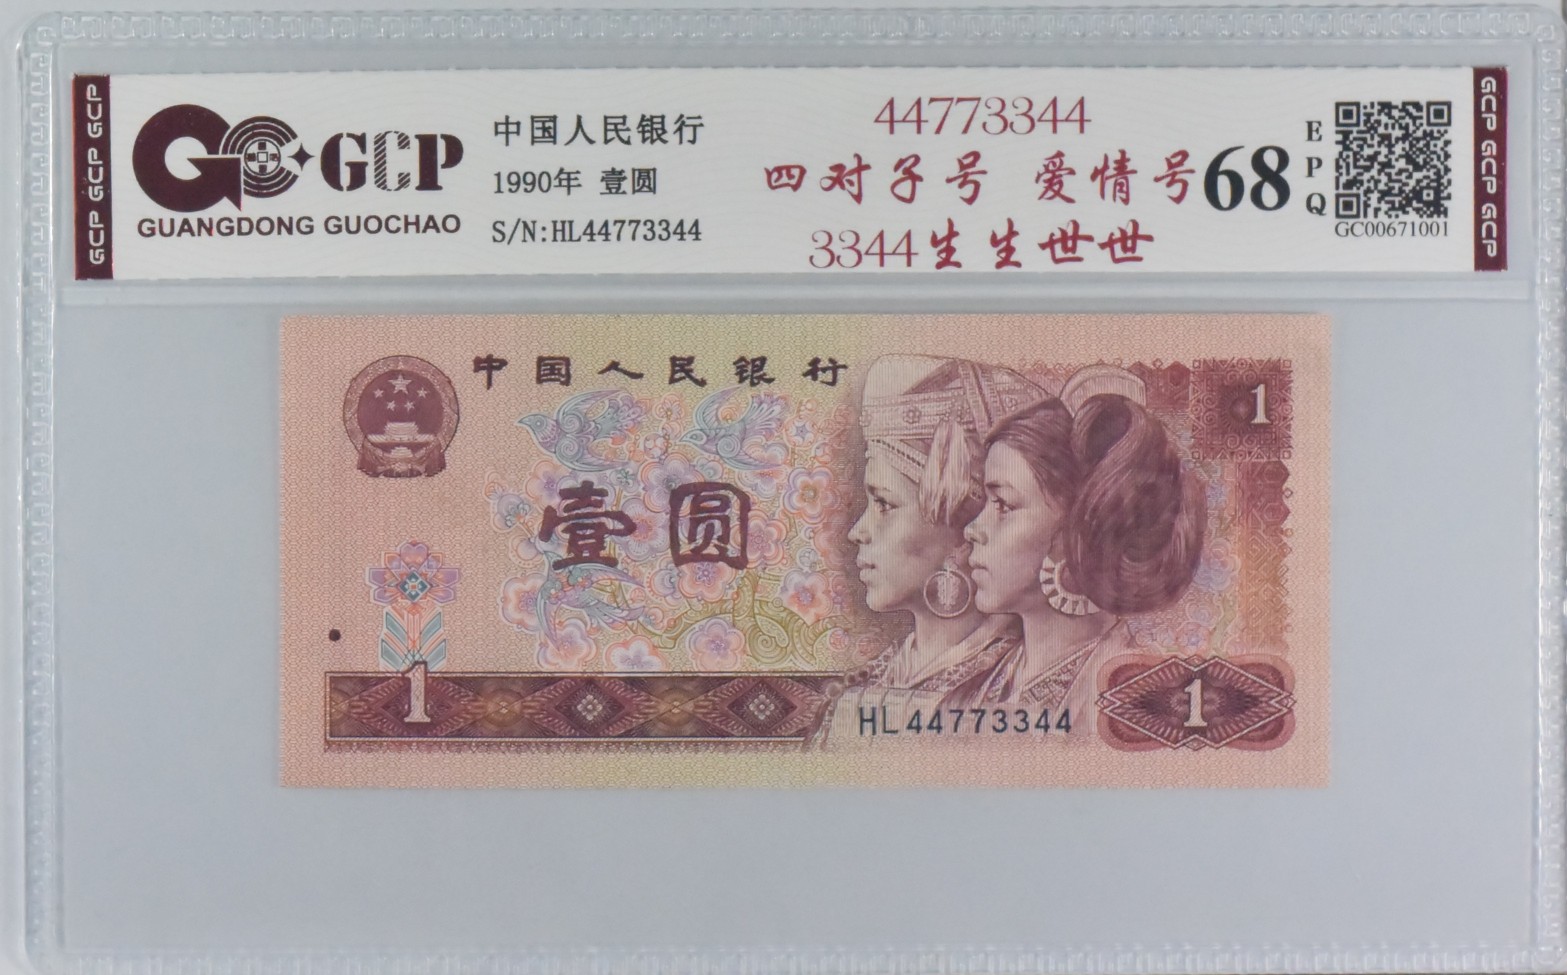 GCP GCP GCP
GCP
GUANGDONG GUOCHAO
中国人民银行
1990年 壹圆
S/N:HL44773344
44773344
四对子号 爱情号
3344生生世世
68
EPQ
GC00671001
GCP GCP GCP
中国人民银行
1
壹圆
1
HL44773344
1